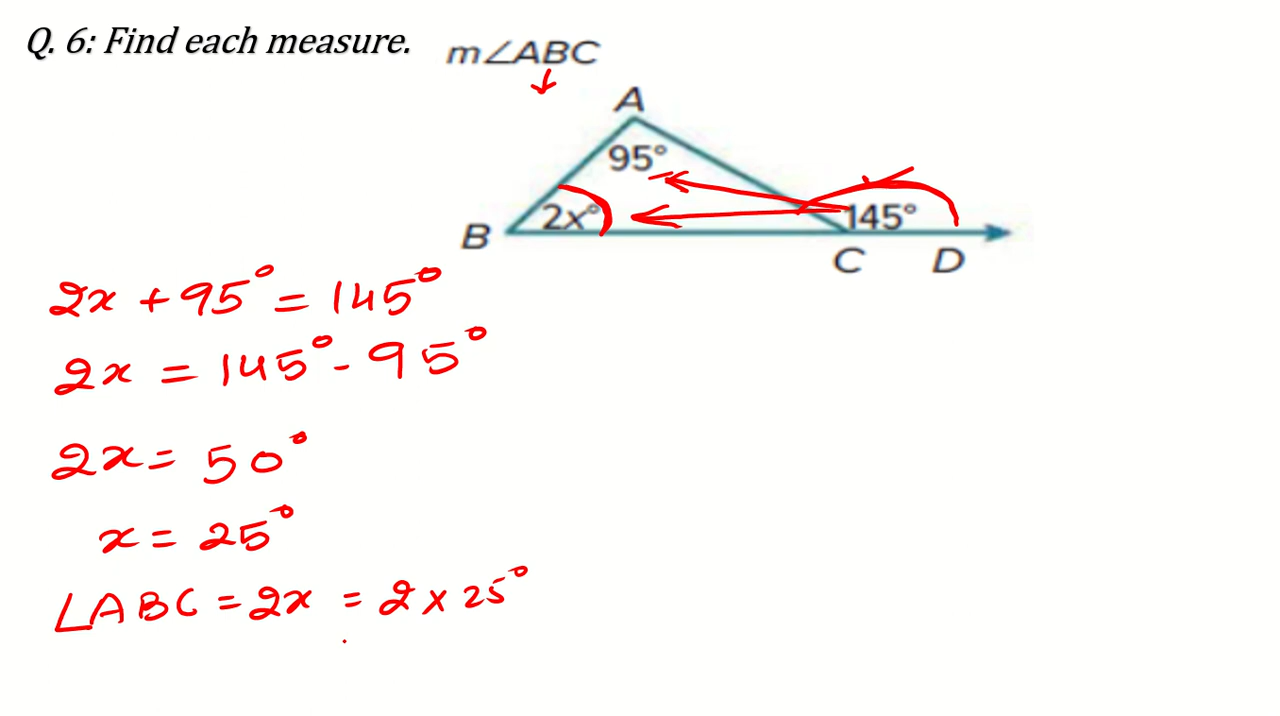 Q. 6: Find each measure.
m∠ABC
A
95°
2x°
145°
B
C
D
2x + 95° = 145°
2x = 145° - 95°
2x = 50°
x = 25°
∠ABC = 2x = 2 × 25°